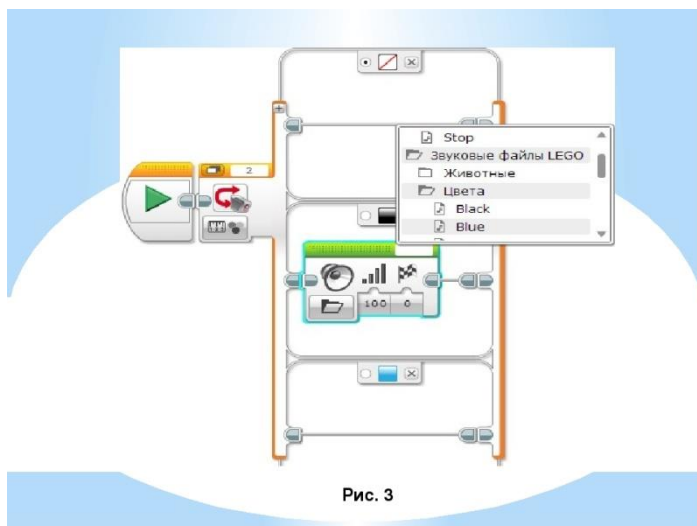 Stop
Звуковые файлы LEGO
Животные
Цвета
Black
Blue
2
100 0
Рис. 3